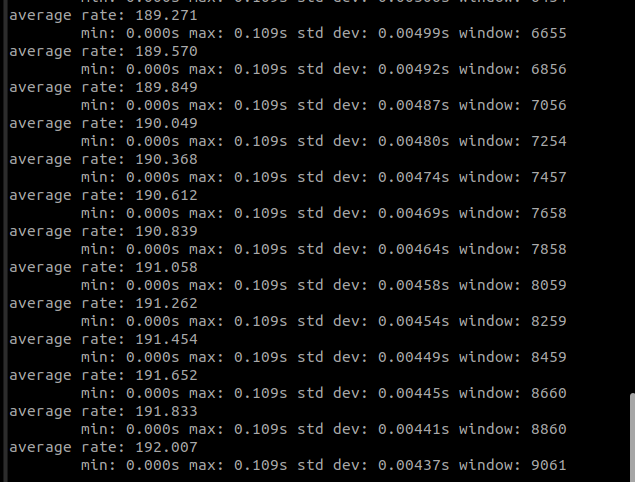 average rate: 189.271
min: 0.000s max: 0.109s std dev: 0.00499s window: 6655
average rate: 189.570
min: 0.000s max: 0.109s std dev: 0.00492s window: 6856
average rate: 189.849
min: 0.000s max: 0.109s std dev: 0.00487s window: 7056
average rate: 190.049
min: 0.000s max: 0.109s std dev: 0.00480s window: 7254
average rate: 190.368
min: 0.000s max: 0.109s std dev: 0.00474s window: 7457
average rate: 190.612
min: 0.000s max: 0.109s std dev: 0.00469s window: 7658
average rate: 190.839
min: 0.000s max: 0.109s std dev: 0.00464s window: 7858
average rate: 191.058
min: 0.000s max: 0.109s std dev: 0.00458s window: 8059
average rate: 191.262
min: 0.000s max: 0.109s std dev: 0.00454s window: 8259
average rate: 191.454
min: 0.000s max: 0.109s std dev: 0.00449s window: 8459
average rate: 191.652
min: 0.000s max: 0.109s std dev: 0.00445s window: 8660
average rate: 191.833
min: 0.000s max: 0.109s std dev: 0.00441s window: 8860
average rate: 192.007
min: 0.000s max: 0.109s std dev: 0.00437s window: 9061